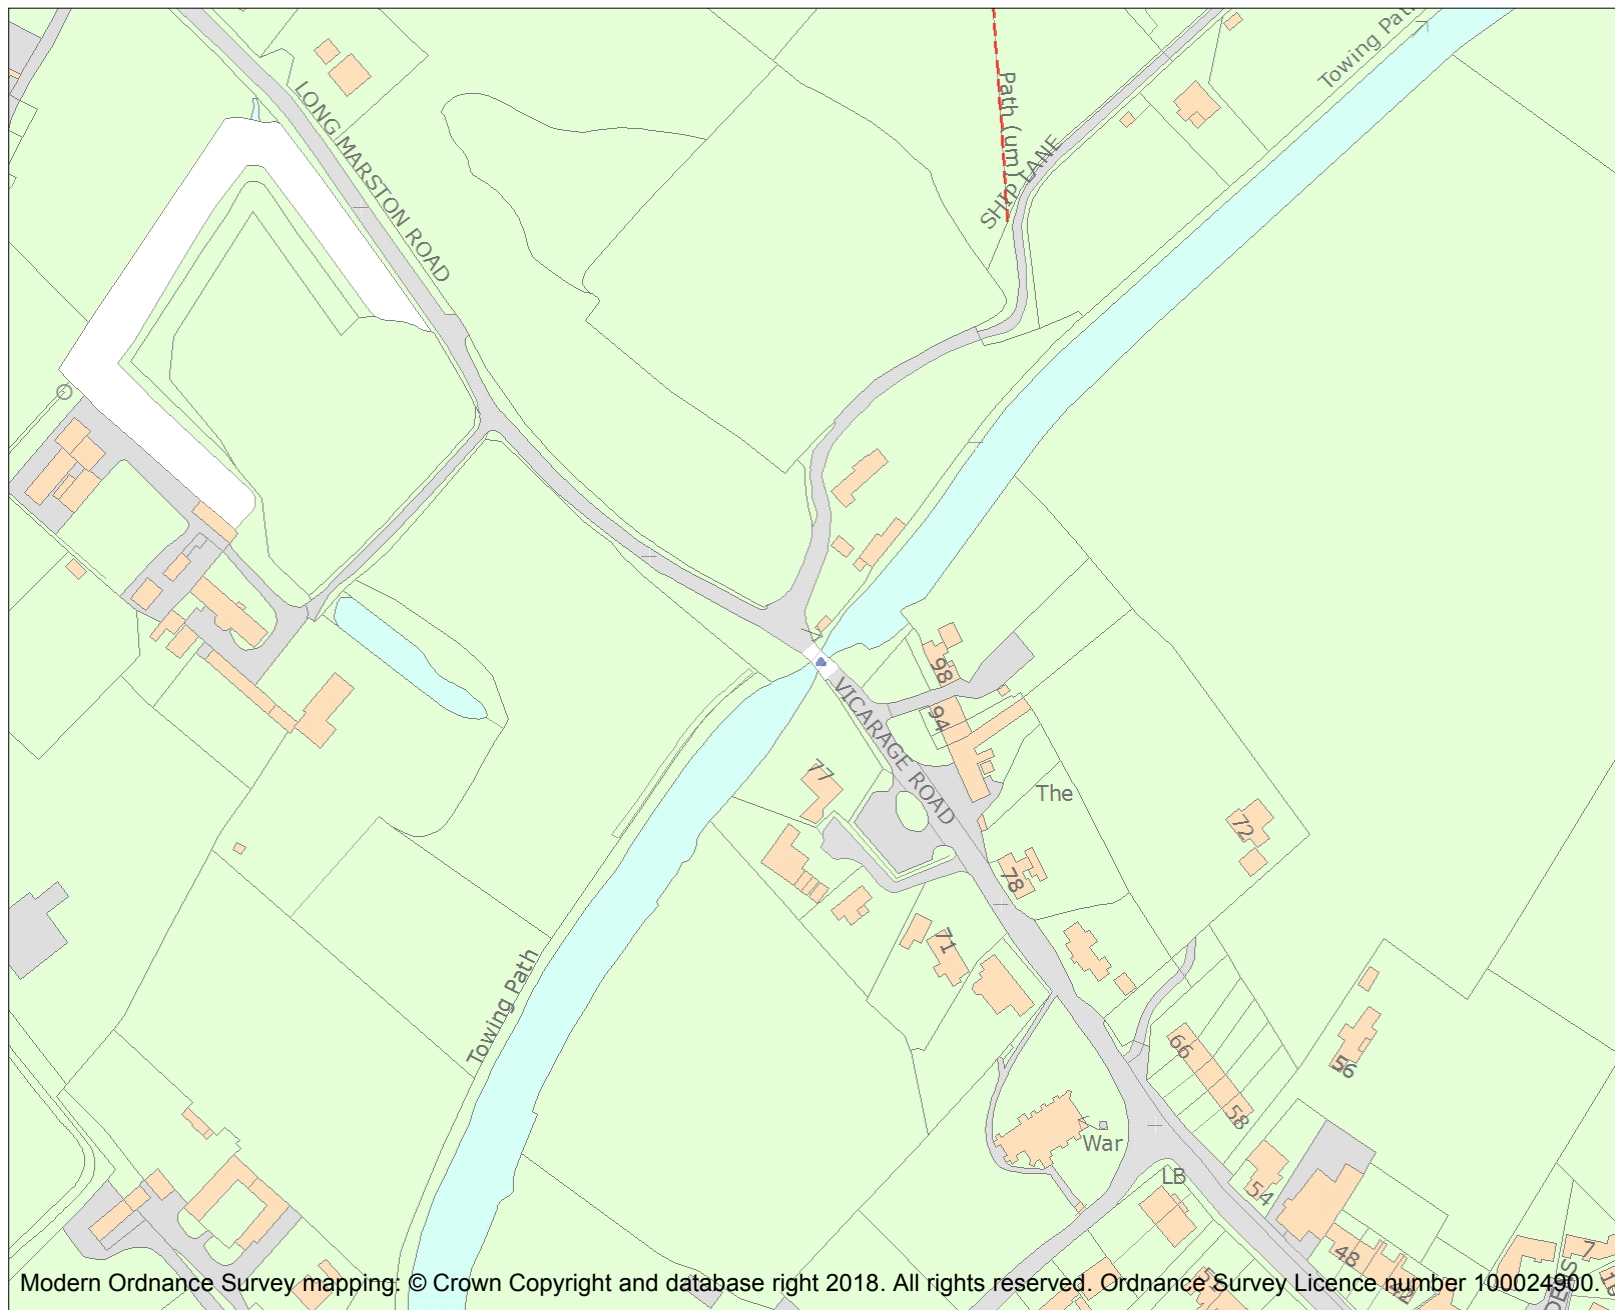 Towing Path
LONG MARSTON ROAD
Path (um)
SHIP LANE
98
94
VICARAGE ROAD
77
The
72
78
71
Towing Path
66
56
58
War
LB
54
48
7
42
Modern Ordnance Survey mapping: © Crown Copyright and database right 2018. All rights reserved. Ordnance Survey Licence number 100024900.